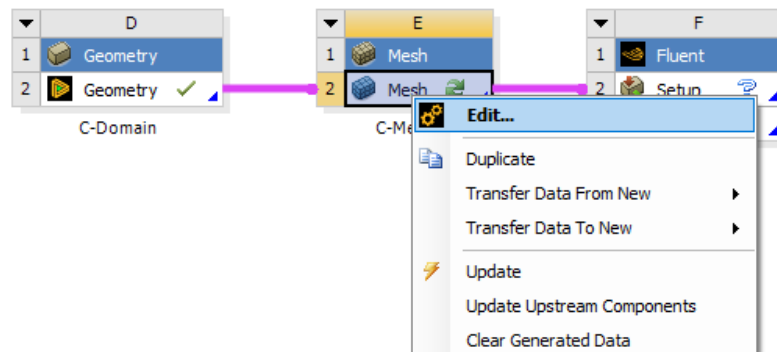 D
E
F
1 Geometry
1 Mesh
1 Fluent
2 Geometry
2 Mesh
2 Setup
C-Domain
Edit...
Duplicate
Transfer Data From New
Transfer Data To New
Update
Update Upstream Components
Clear Generated Data